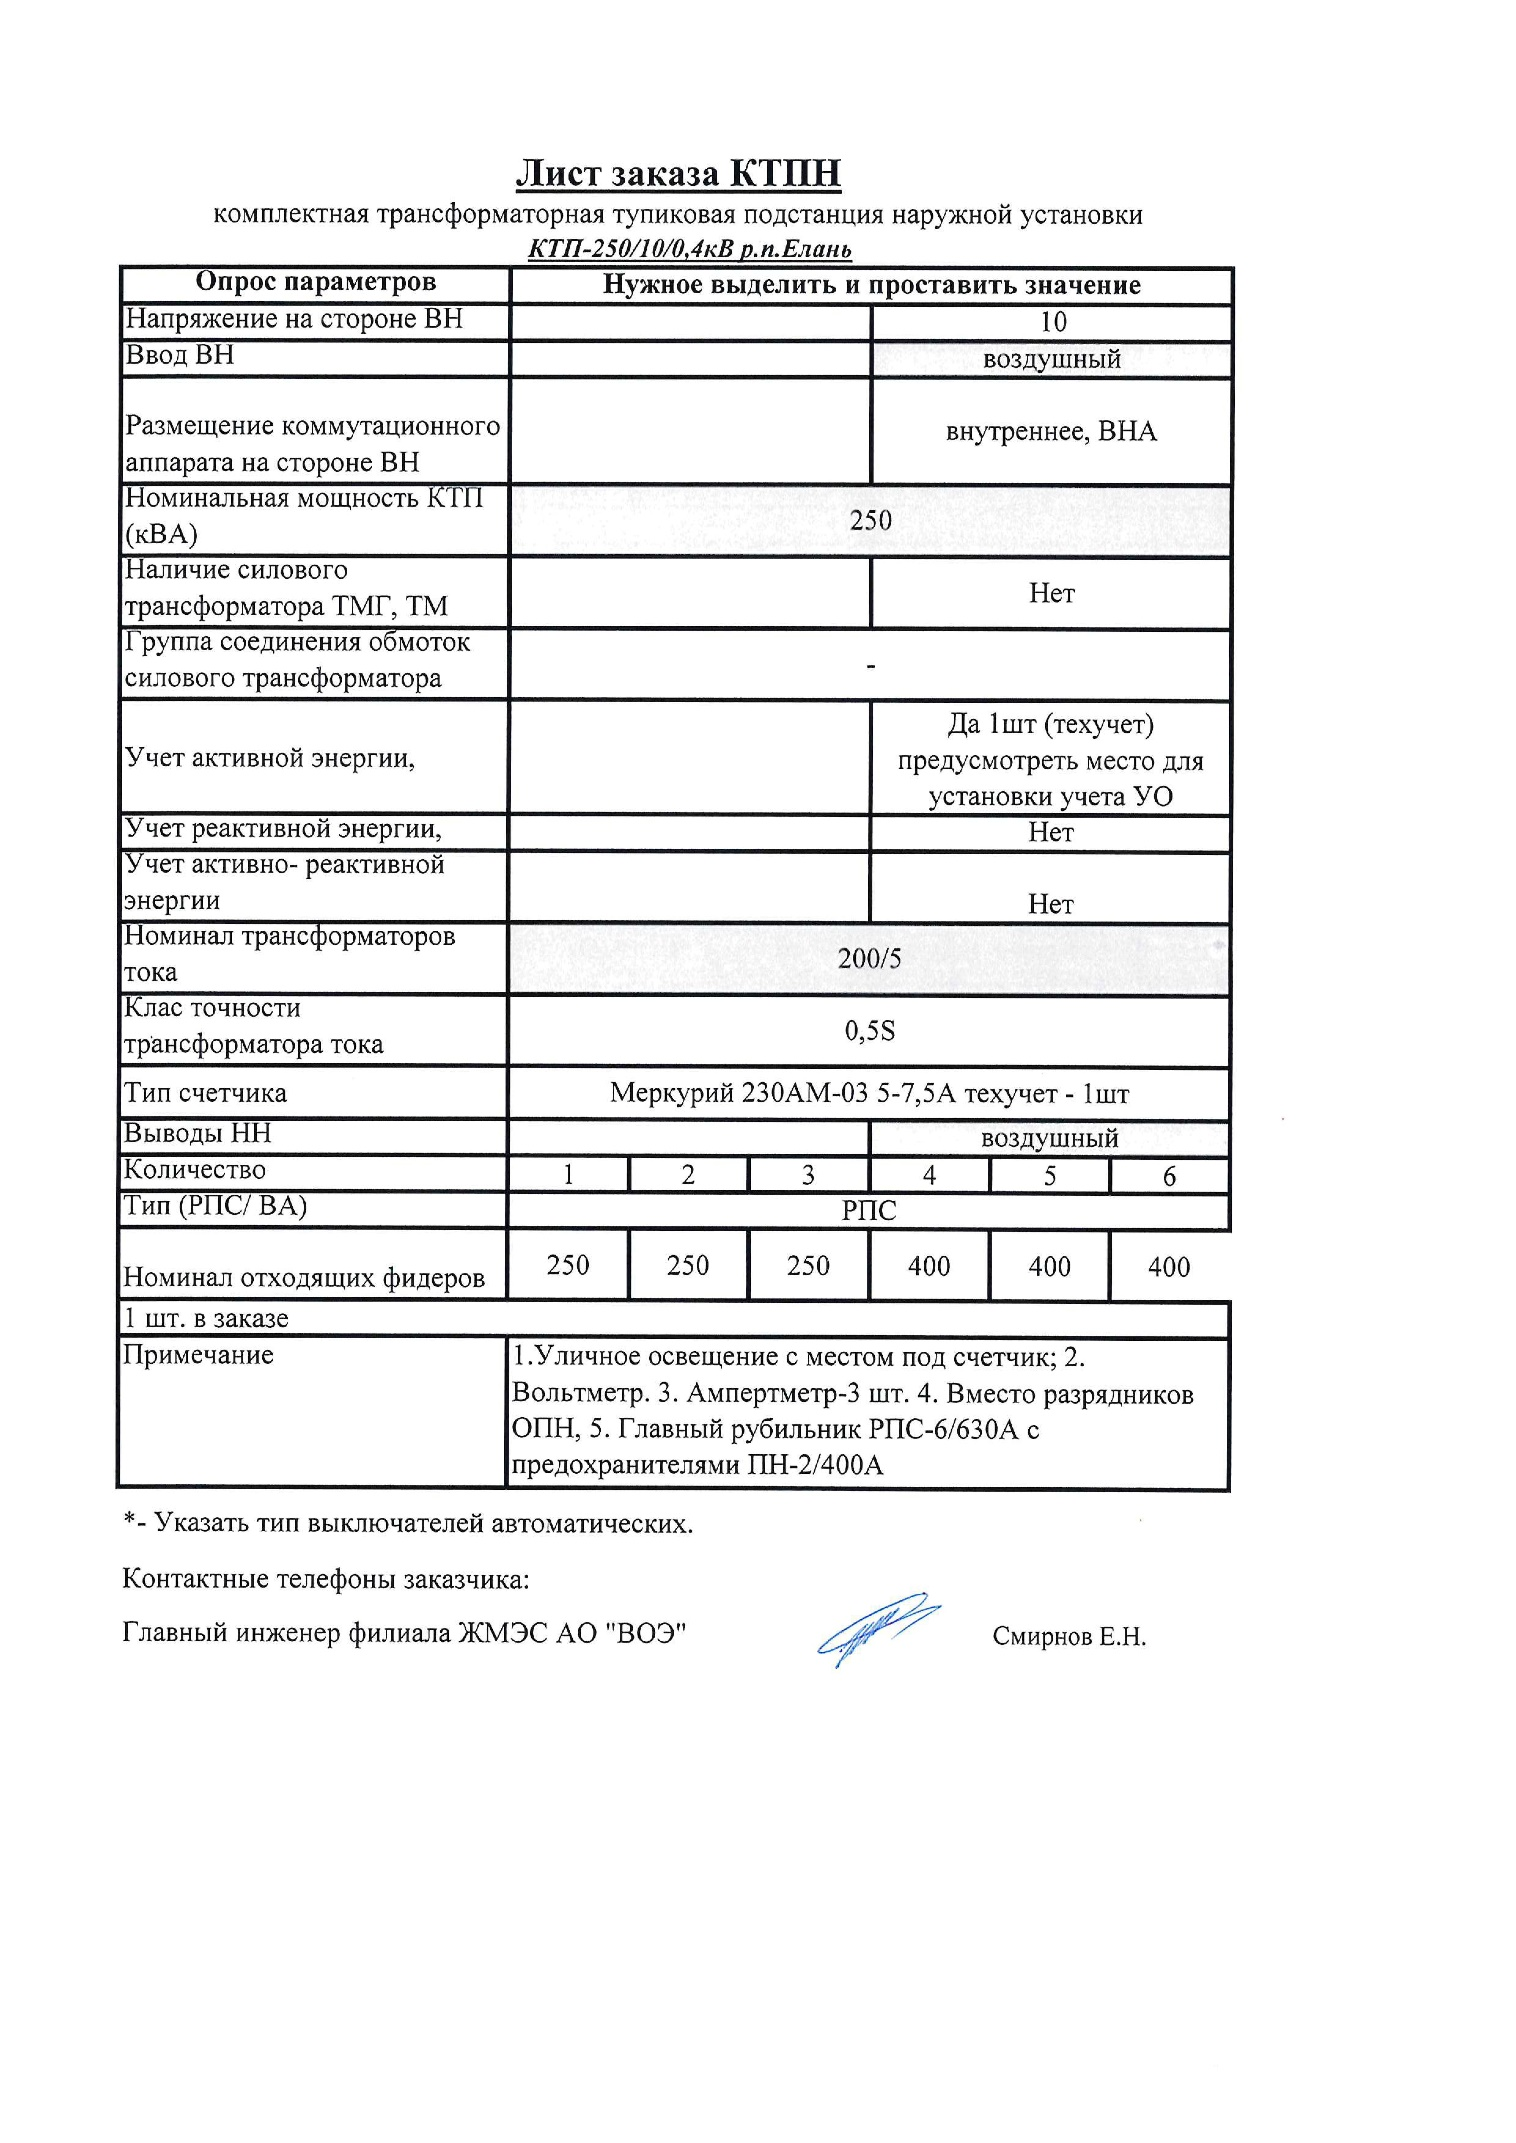 Лист заказа КТПН
комплектная трансформаторная тупиковая подстанция наружной установки
КТП-250/10/0,4кВ р.п.Елань
Опрос параметров Нужное выделить и проставить значение
Напряжение на стороне ВН 10
Ввод ВН воздушный
Размещение коммутационного
аппарата на стороне ВН
внутреннее, ВНА
Номинальная мощность КТП
(кВА)
250
Наличие силового
трансформатора ТМГ, ТМ
Нет
Группа соединения обмоток
силового трансформатора
-
Учет активной энергии,
Да 1шт (техучет)
предусмотреть место для
установки учета УО
Учет реактивной энергии, Нет
Учет активно- реактивной
энергии
Нет
Номинал трансформаторов
тока
200/5
Клас точности
трансформатора тока
0,5S
Тип счетчика Меркурий 230АМ-03 5-7,5А техучет - 1шт
Выводы НН воздушный
Количество 1 2 3 4 5 6
Тип (РПС/ ВА) РПС
Номинал отходящих фидеров 250 250 250 400 400 400
1 шт. в заказе
Примечание
1.Уличное освещение с местом под счетчик; 2.
Вольтметр. 3. Ампертметр-3 шт. 4. Вместо разрядников
ОПН, 5. Главный рубильник РПС-6/630А с
предохранителями ПН-2/400А
*- Указать тип выключателей автоматических.
Контактные телефоны заказчика:
Главный инженер филиала ЖМЭС АО "ВОЭ" Смирнов Е.Н.